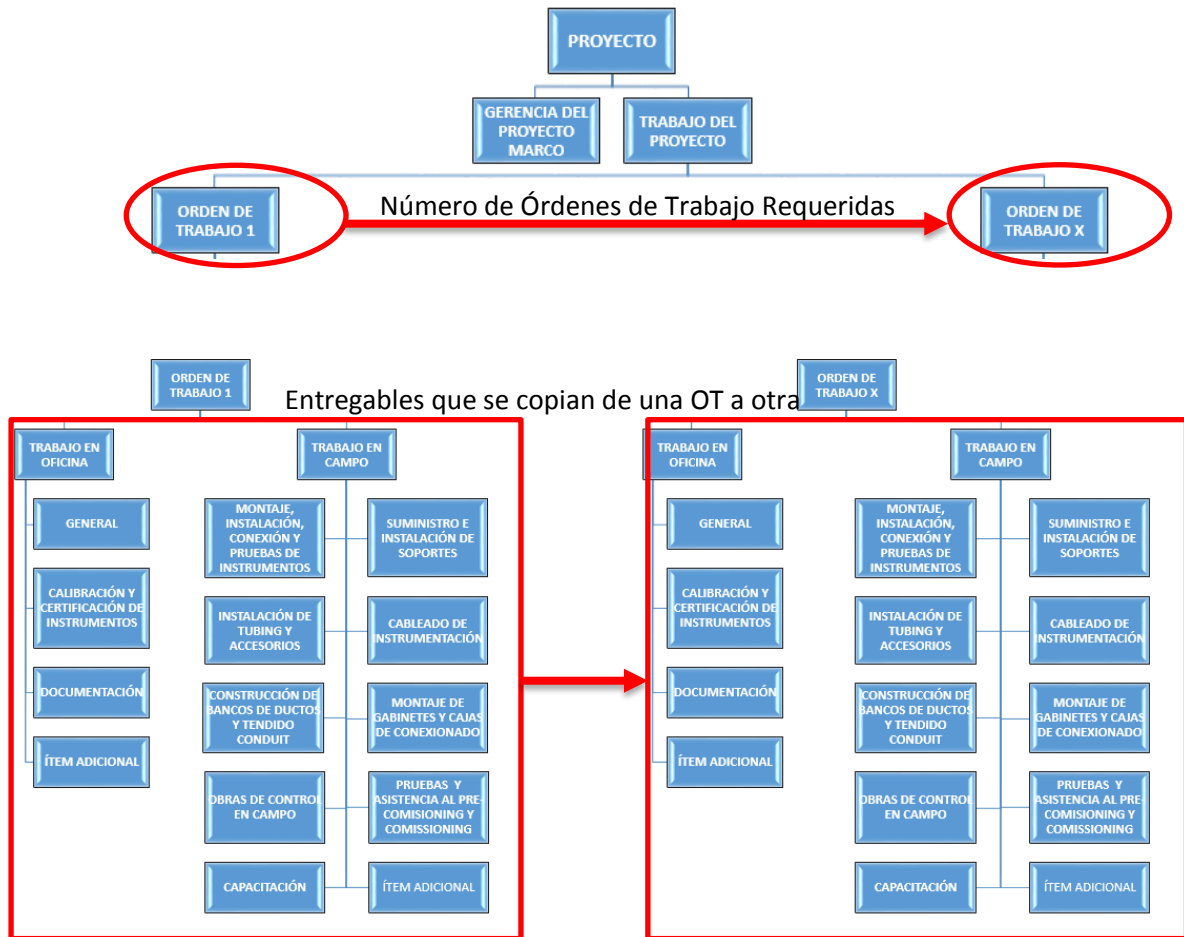 PROYECTO
GERENCIA DEL
PROYECTO
MARCO
TRABAJO DEL
PROYECTO
ORDEN DE
TRABAJO 1
Número de Órdenes de Trabajo Requeridas
ORDEN DE
TRABAJO X
ORDEN DE
TRABAJO 1
Entregables que se copian de una OT a otra
ORDEN DE
TRABAJO X
TRABAJO EN
OFICINA
GENERAL
CALIBRACIÓN Y
CERTIFICACIÓN DE
INSTRUMENTOS
DOCUMENTACIÓN
ÍTEM ADICIONAL
TRABAJO EN
CAMPO
MONTAJE,
INSTALACIÓN,
CONEXIÓN Y
PRUEBAS DE
INSTRUMENTOS
SUMINISTRO E
INSTALACIÓN DE
SOPORTES
INSTALACIÓN DE
TUBING Y
ACCESORIOS
CABLEADO DE
INSTRUMENTACIÓN
CONSTRUCCIÓN DE
BANCOS DE DUCTOS
Y TENDIDO
CONDUIT
MONTAJE DE
GABINETES Y CAJAS
DE CONEXIONADO
OBRAS DE CONTROL
EN CAMPO
PRUEBAS Y
ASISTENCIA AL PRE-
COMISIONING Y
COMISSIONING
CAPACITACIÓN
ÍTEM ADICIONAL
TRABAJO EN
OFICINA
GENERAL
CALIBRACIÓN Y
CERTIFICACIÓN DE
INSTRUMENTOS
DOCUMENTACIÓN
ÍTEM ADICIONAL
TRABAJO EN
CAMPO
MONTAJE,
INSTALACIÓN,
CONEXIÓN Y
PRUEBAS DE
INSTRUMENTOS
SUMINISTRO E
INSTALACIÓN DE
SOPORTES
INSTALACIÓN DE
TUBING Y
ACCESORIOS
CABLEADO DE
INSTRUMENTACIÓN
CONSTRUCCIÓN DE
BANCOS DE DUCTOS
Y TENDIDO
CONDUIT
MONTAJE DE
GABINETES Y CAJAS
DE CONEXIONADO
OBRAS DE CONTROL
EN CAMPO
PRUEBAS Y
ASISTENCIA AL PRE-
COMISIONING Y
COMISSIONING
CAPACITACIÓN
ÍTEM ADICIONAL